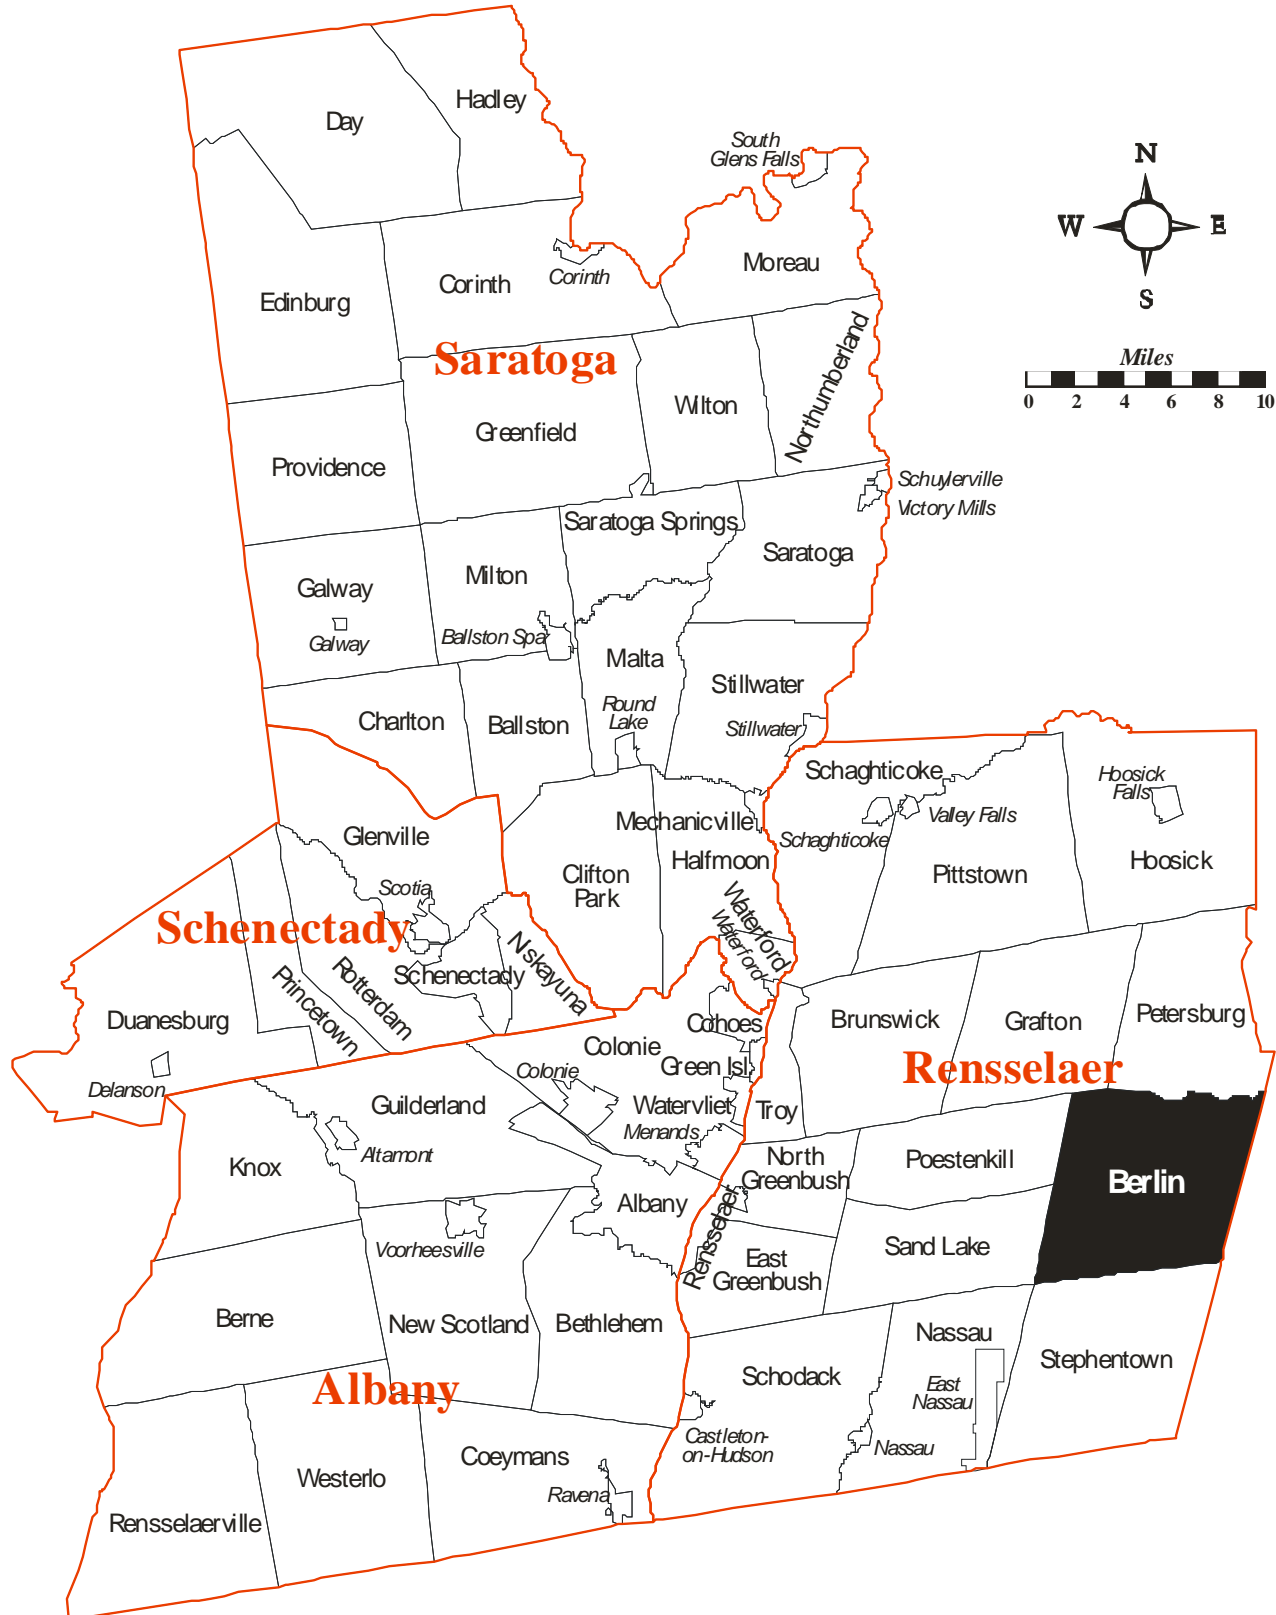 Hadley
Day
South
Glens Falls
N
W
E
S
Moreau
Corinth
Corinth
Edinburg
Miles
0 2 4 6 8 10
Saratoga
Northumberland
Wilton
Greenfield
Providence
Schuylerville
Victory Mills
Saratoga Springs
Saratoga
Milton
Galway
Galway
Ballston Spa
Malta
Stillwater
Round
Lake
Stillwater
Charlton
Ballston
Schaghticoke
Hoosick
Falls
Valley Falls
Schaghticoke
Mechanicville
Glenville
Halfmoon
Hoosick
Clifton
Park
Pittstown
Scotia
Waterford
Waterford
Schenectady
Niskayuna
Schenectady
Rotterdam
Princetown
Duanesburg
Delanson
Cohoes
Colonie
Green Isl.
Brunswick
Grafton
Petersburg
Rensselaer
Colonie
Guilderland
Watervliet
Troy
Menands
Altamont
Knox
North
Greenbush
Poestenkill
Berlin
Albany
Rensselaer
Voorheesville
Sand Lake
East
Greenbush
Berne
New Scotland
Bethlehem
Nassau
Stephentown
Schodack
Albany
East
Nassau
Castleton-
on-Hudson
Nassau
Coeymans
Westerlo
Ravena
Rensselaerville